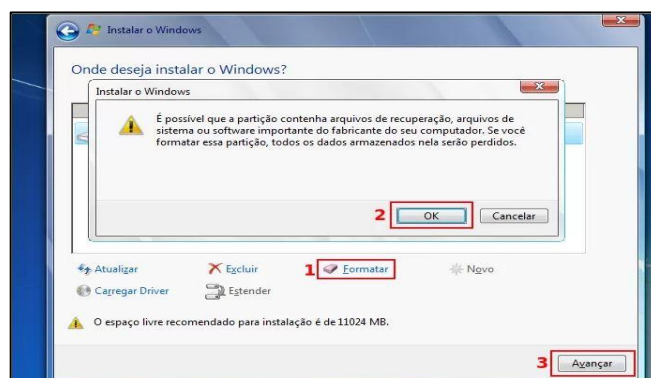 Instalar o Windows
Onde deseja instalar o Windows?
Instalar o Windows
É possível que a partição contenha arquivos de recuperação, arquivos de
sistema ou software importante do fabricante do seu computador. Se você
formatar essa partição, todos os dados armazenados nela serão perdidos.
2 OK Cancelar
Atualizar Excluir 1 Formatar Novo
Carregar Driver Estender
O espaço livre recomendado para instalação é de 11024 MB.
3 Avançar